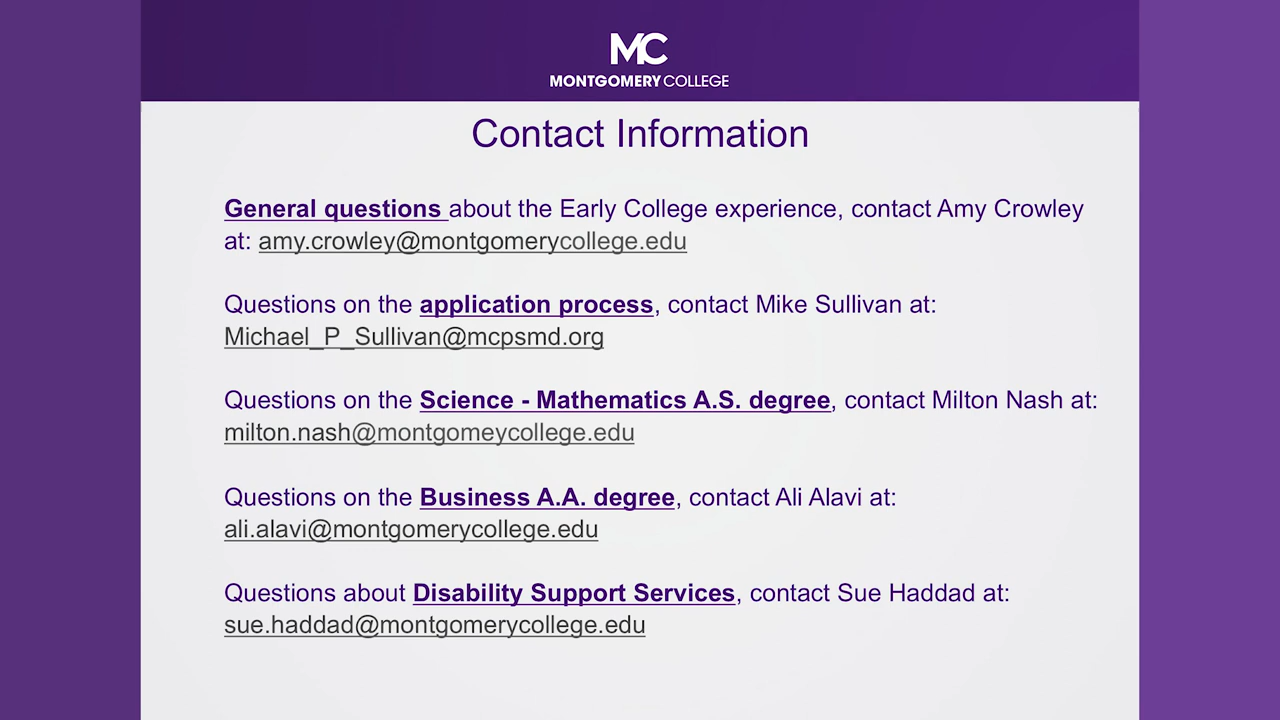 MC
MONTGOMERY COLLEGE
Contact Information
General questions about the Early College experience, contact Amy Crowley
at: amy.crowley@montgomerycollege.edu
Questions on the application process, contact Mike Sullivan at:
Michael_P_Sullivan@mcpsmd.org
Questions on the Science - Mathematics A.S. degree, contact Milton Nash at:
milton.nash@montgomeycollege.edu
Questions on the Business A.A. degree, contact Ali Alavi at:
ali.alavi@montgomerycollege.edu
Questions about Disability Support Services, contact Sue Haddad at:
sue.haddad@montgomerycollege.edu